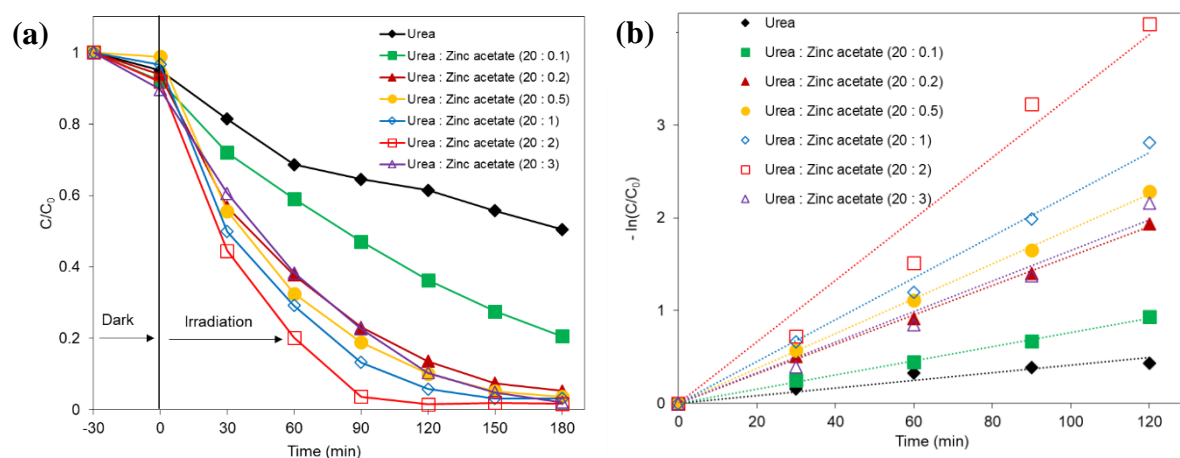 (a)
1
0.8
0.6
0.4
0.2
0
C/C0
-30 0 30 60 90 120 150 180
Time (min)
Dark
Irradiation
Urea
Urea : Zinc acetate (20 : 0.1)
Urea : Zinc acetate (20 : 0.2)
Urea : Zinc acetate (20 : 0.5)
Urea : Zinc acetate (20 : 1)
Urea : Zinc acetate (20 : 2)
Urea : Zinc acetate (20 : 3)
(b)
3
2
1
0
- ln(C/C0)
0 20 40 60 80 100 120
Time (min)
Urea
Urea : Zinc acetate (20 : 0.1)
Urea : Zinc acetate (20 : 0.2)
Urea : Zinc acetate (20 : 0.5)
Urea : Zinc acetate (20 : 1)
Urea : Zinc acetate (20 : 2)
Urea : Zinc acetate (20 : 3)